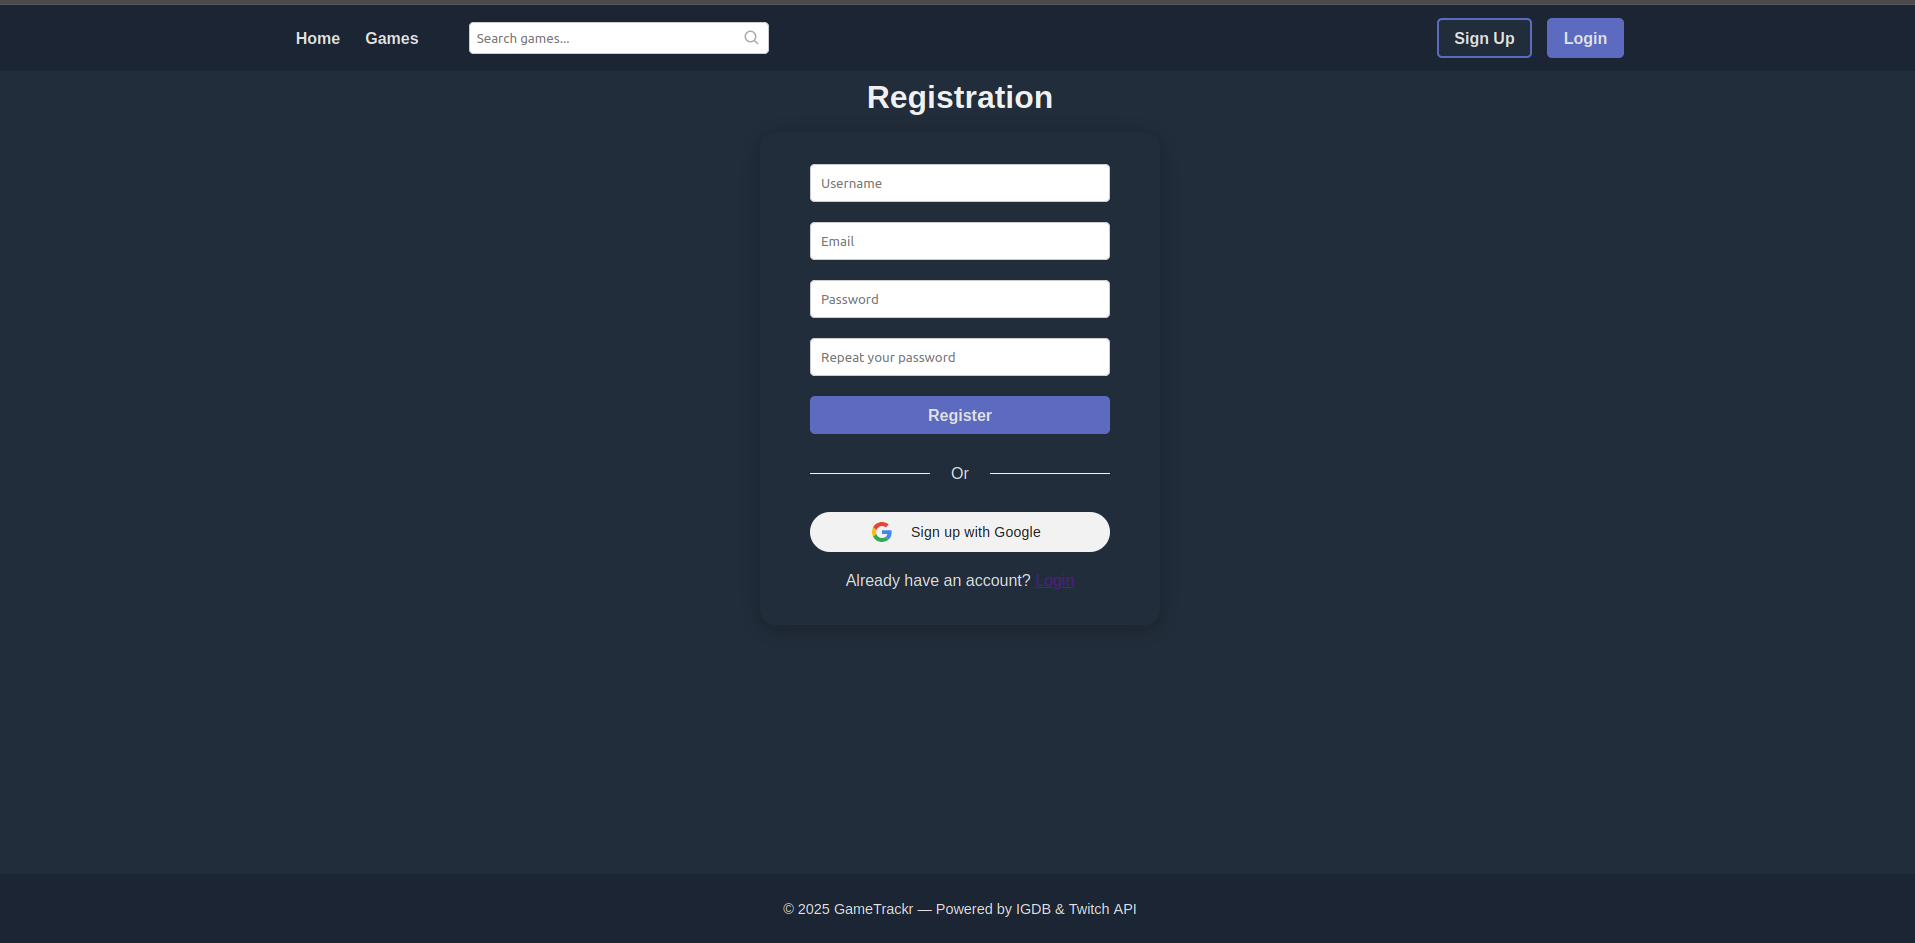 Home Games Search games... Sign Up Login
Registration
Username
Email
Password
Repeat your password
Register
Or
Sign up with Google
Already have an account? Login
© 2025 GameTrackr — Powered by IGDB & Twitch API